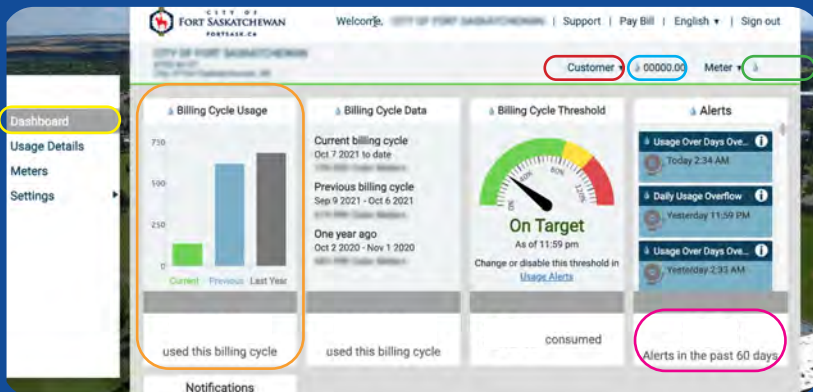 CITY OF
FORT SASKATCHEWAN
FORTSASK.CA
Welcome, | Support | Pay Bill | English ▾ | Sign out
Customer ▾ 00000.00 Meter ▾
Dashboard
Usage Details
Meters
Settings
Billing Cycle Usage
750
500
250
0
Current Previous Last Year
used this billing cycle
Billing Cycle Data
Current billing cycle
Oct 7 2021 to date
Previous billing cycle
Sep 9 2021 - Oct 6 2021
One year ago
Oct 2 2020 - Nov 1 2020
used this billing cycle
Billing Cycle Threshold
0% 40% 80% 120%
On Target
As of 11:59 pm
Change or disable this threshold in
Usage Alerts
consumed
Alerts
Usage Over Days Ove...
Today 2:34 AM
Daily Usage Overflow
Yesterday 11:59 PM
Usage Over Days Ove...
Yesterday 2:33 AM
Alerts in the past 60 days
Notifications